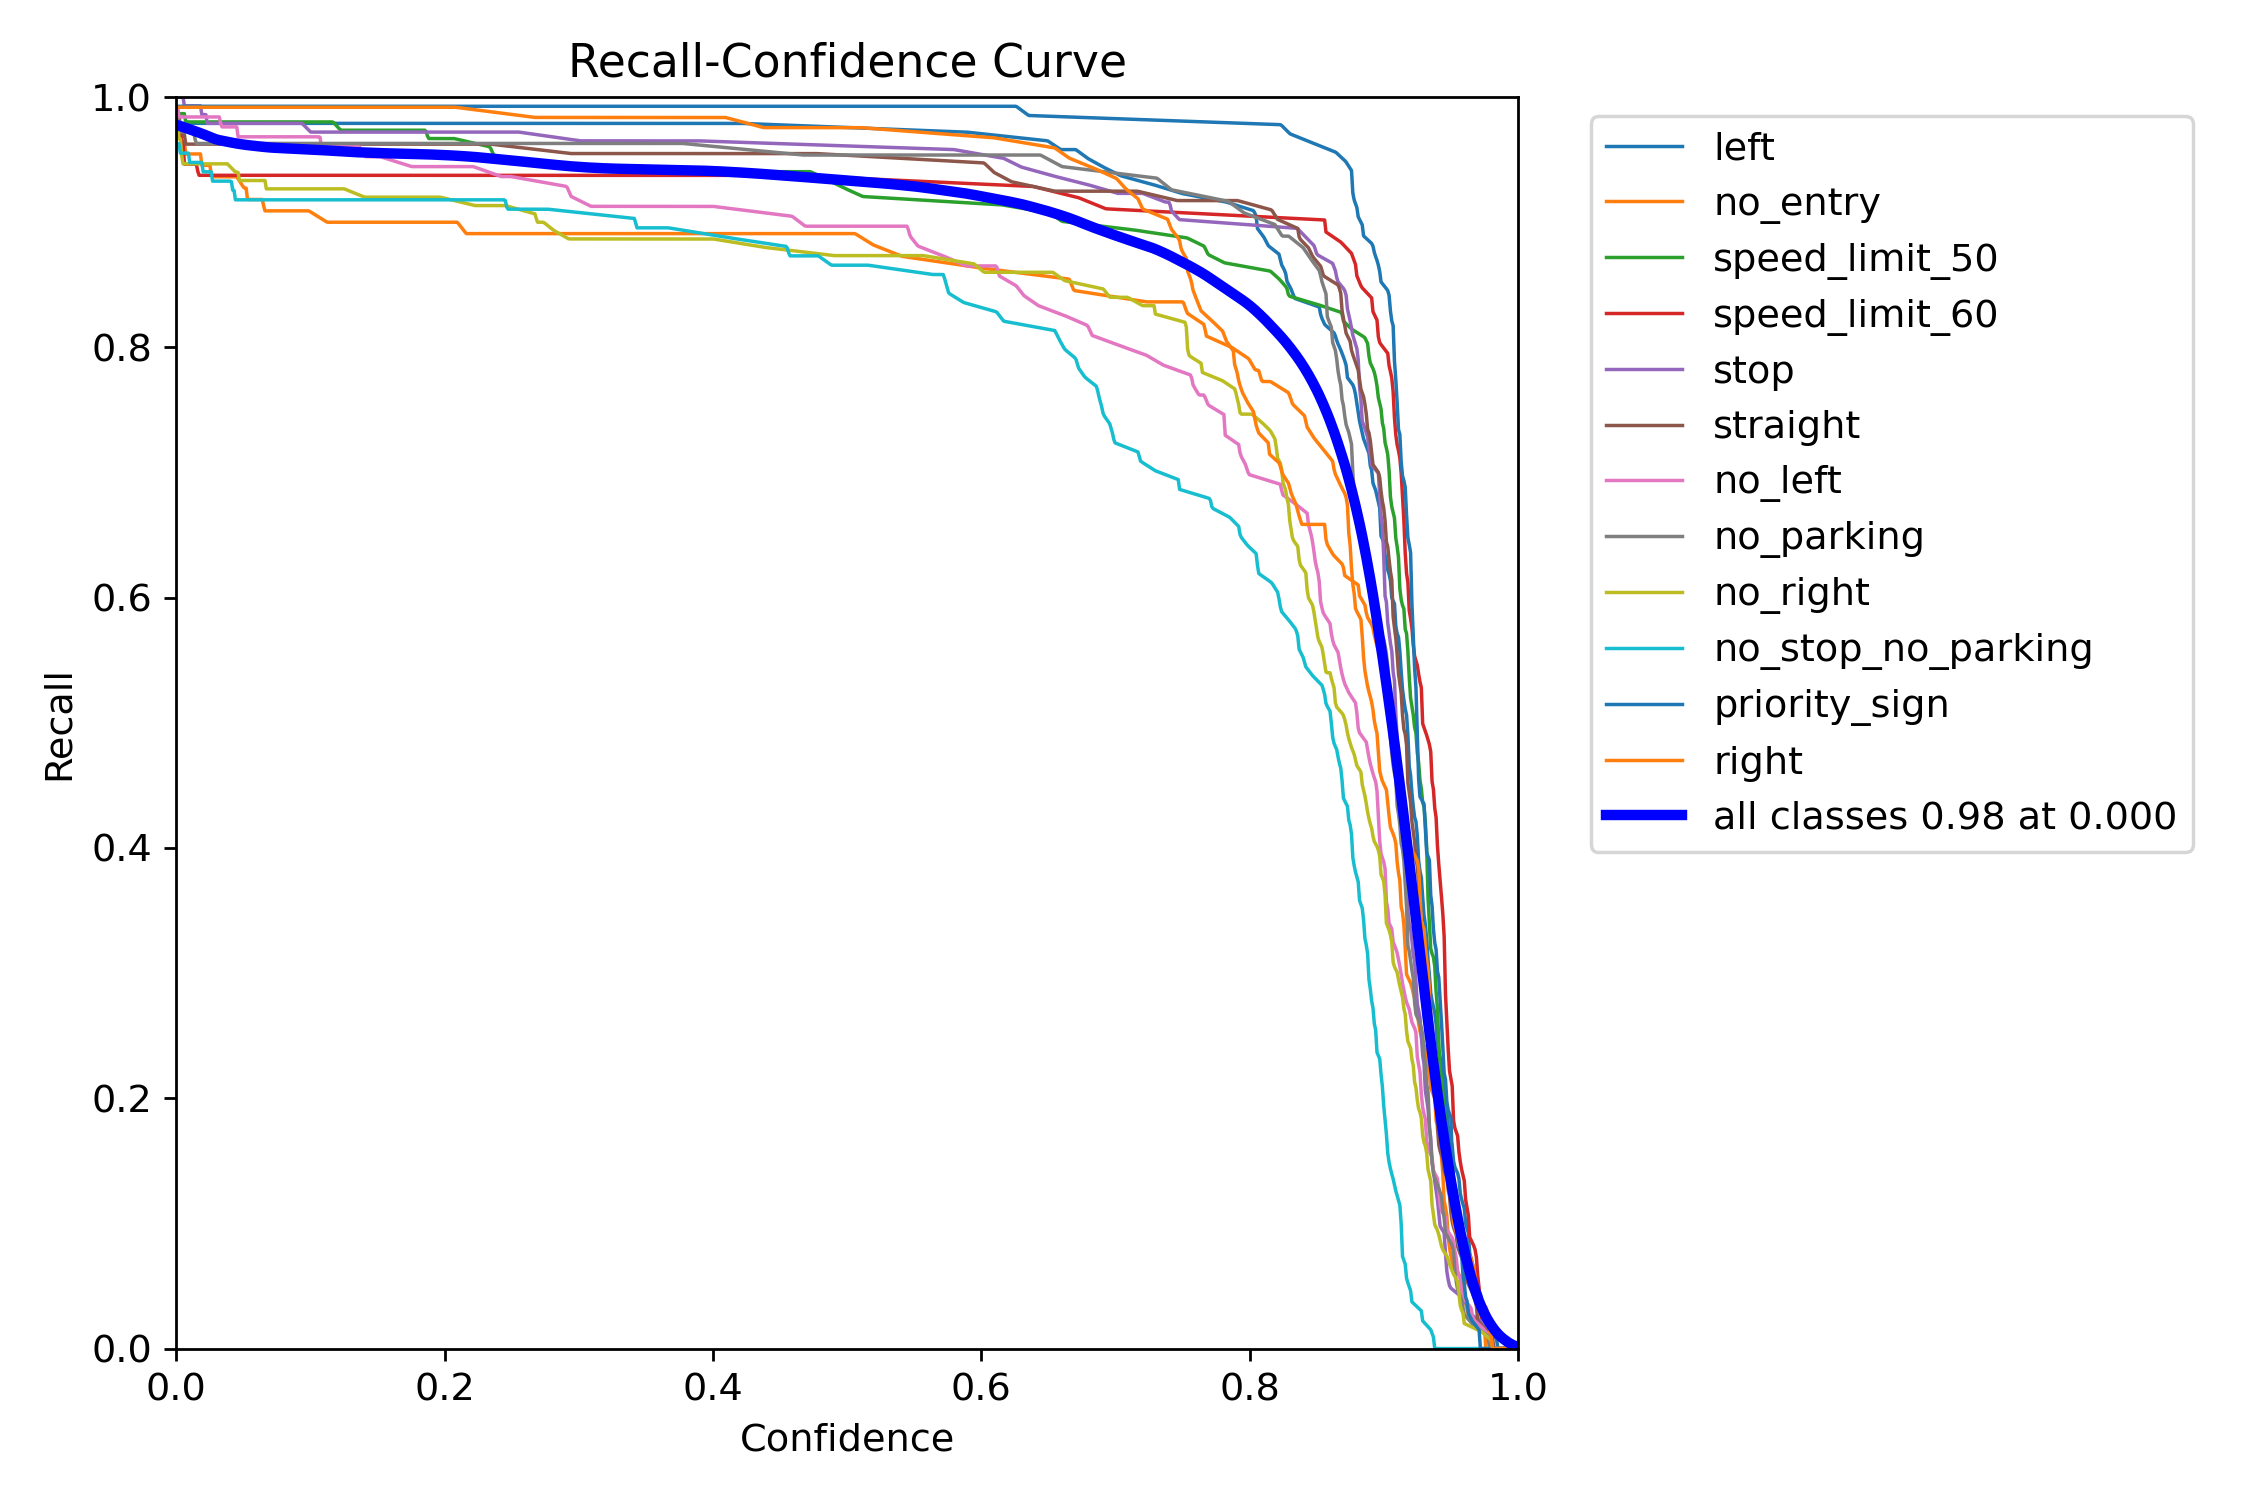 Recall-Confidence Curve
1.0
0.8
0.6
0.4
0.2
0.0
Recall
0.0 0.2 0.4 0.6 0.8 1.0
Confidence
left
no_entry
speed_limit_50
speed_limit_60
stop
straight
no_left
no_parking
no_right
no_stop_no_parking
priority_sign
right
all classes 0.98 at 0.000